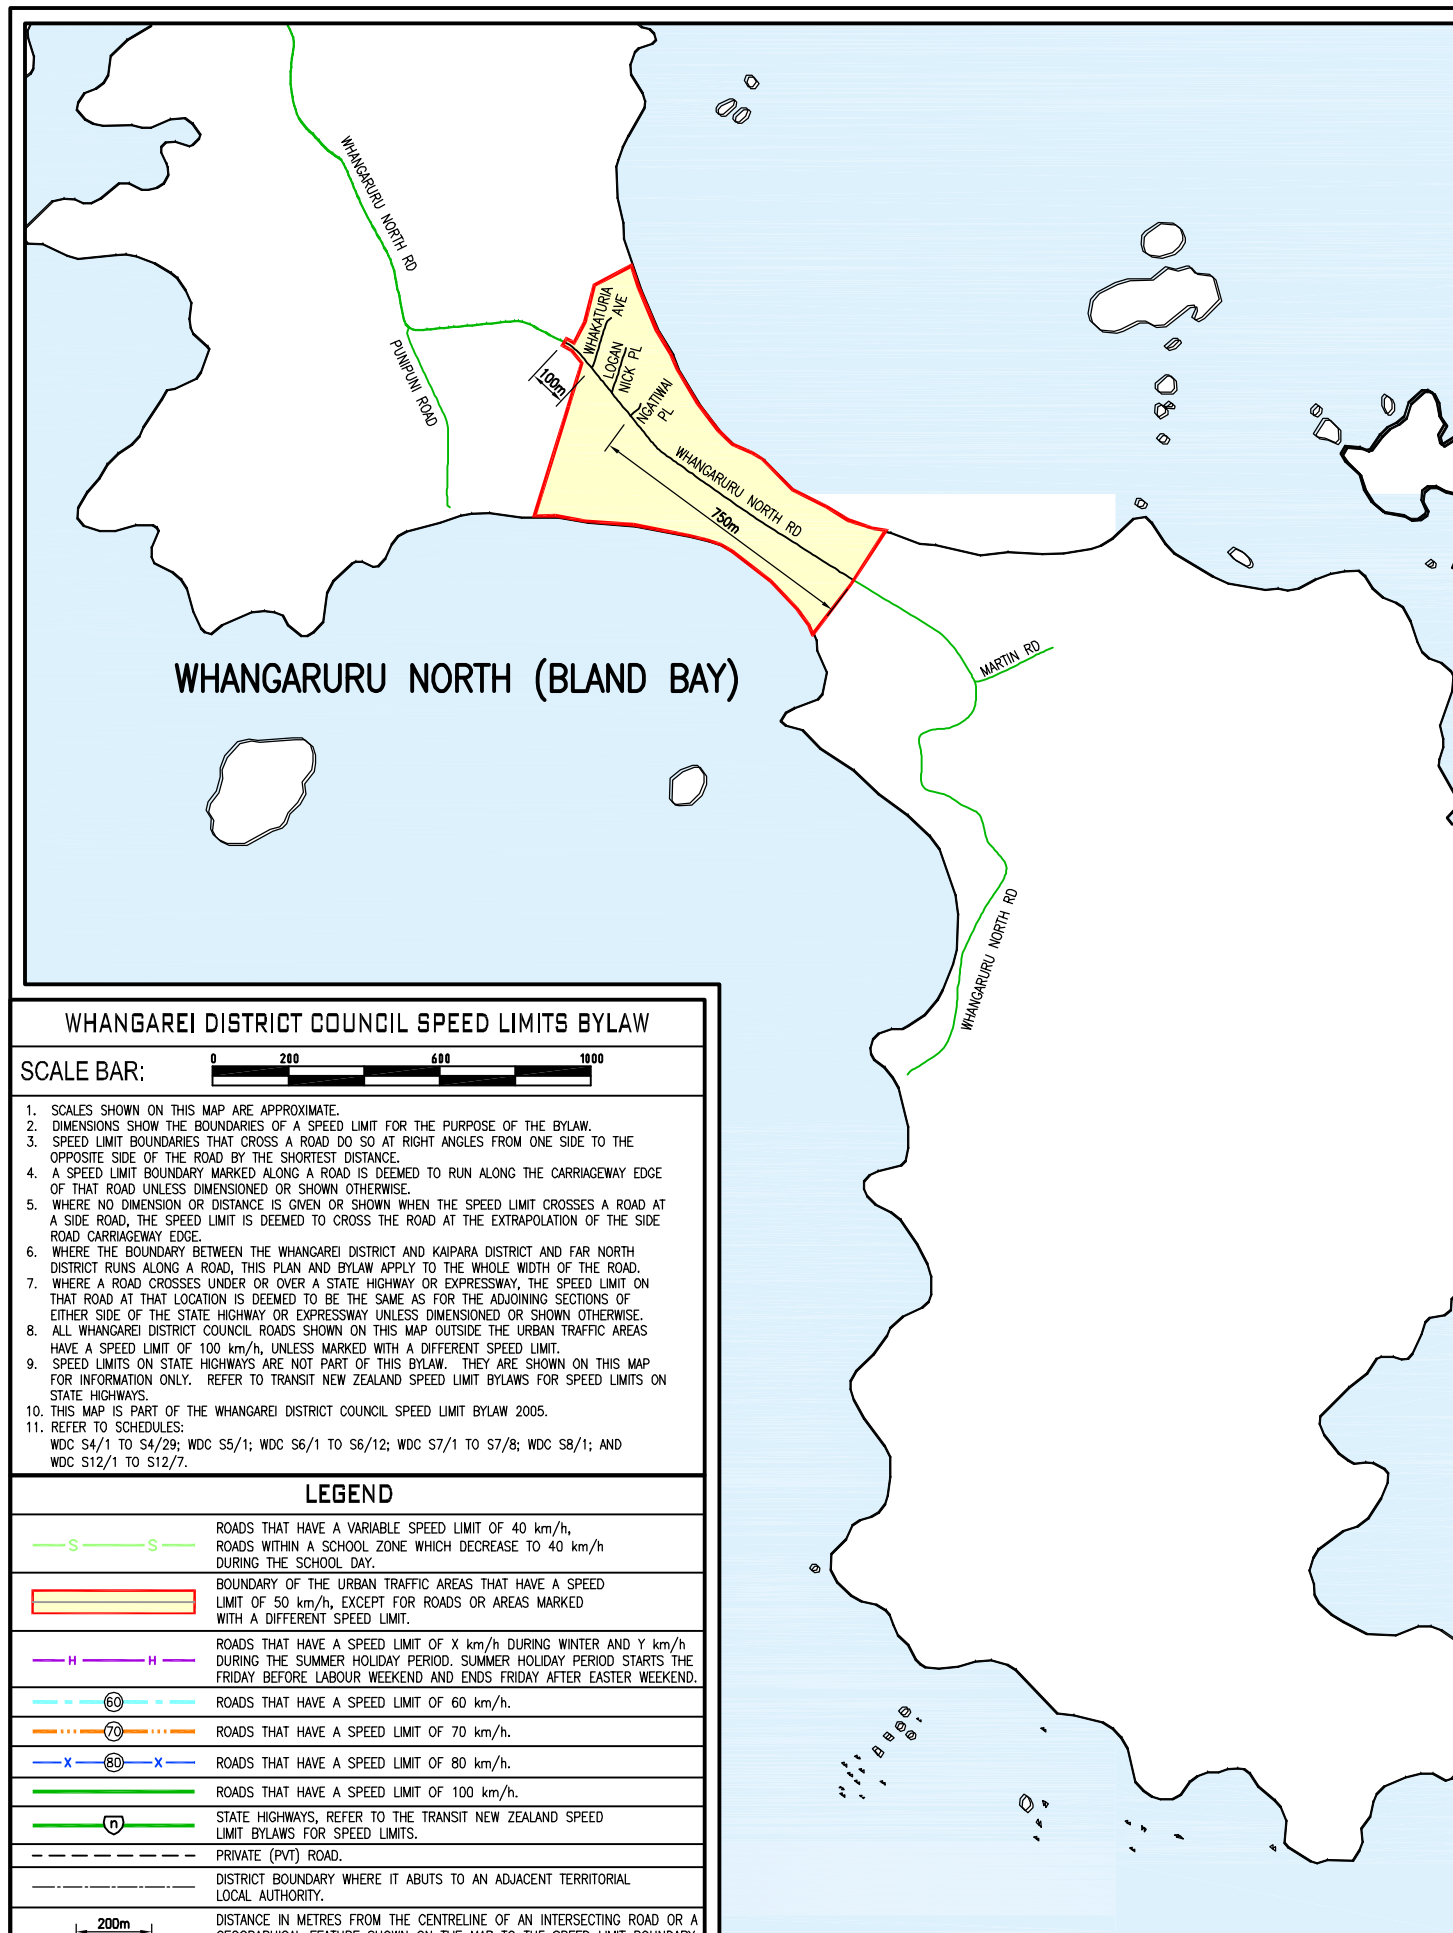 WHANGARURU NORTH RD
PUNIPUNI ROAD
WHAKATURIA
AVE
LOGAN
NICK PL
NGATIWAI
PL
100m
WHANGARURU NORTH RD
750m
MARTIN RD
WHANGARURU NORTH (BLAND BAY)
WHANGARURU NORTH RD
WHANGAREI DISTRICT COUNCIL SPEED LIMITS BYLAW
SCALE BAR:
0 200 600 1000
1. SCALES SHOWN ON THIS MAP ARE APPROXIMATE.
2. DIMENSIONS SHOW THE BOUNDARIES OF A SPEED LIMIT FOR THE PURPOSE OF THE BYLAW.
3. SPEED LIMIT BOUNDARIES THAT CROSS A ROAD DO SO AT RIGHT ANGLES FROM ONE SIDE TO THE
OPPOSITE SIDE OF THE ROAD BY THE SHORTEST DISTANCE.
4. A SPEED LIMIT BOUNDARY MARKED ALONG A ROAD IS DEEMED TO RUN ALONG THE CARRIAGEWAY EDGE
OF THAT ROAD UNLESS DIMENSIONED OR SHOWN OTHERWISE.
5. WHERE NO DIMENSION OR DISTANCE IS GIVEN OR SHOWN WHEN THE SPEED LIMIT CROSSES A ROAD AT
A SIDE ROAD, THE SPEED LIMIT IS DEEMED TO CROSS THE ROAD AT THE EXTRAPOLATION OF THE SIDE
ROAD CARRIAGEWAY EDGE.
6. WHERE THE BOUNDARY BETWEEN THE WHANGAREI DISTRICT AND KAIPARA DISTRICT AND FAR NORTH
DISTRICT RUNS ALONG A ROAD, THIS PLAN AND BYLAW APPLY TO THE WHOLE WIDTH OF THE ROAD.
7. WHERE A ROAD CROSSES UNDER OR OVER A STATE HIGHWAY OR EXPRESSWAY, THE SPEED LIMIT ON
THAT ROAD AT THAT LOCATION IS DEEMED TO BE THE SAME AS FOR THE ADJOINING SECTIONS OF
EITHER SIDE OF THE STATE HIGHWAY OR EXPRESSWAY UNLESS DIMENSIONED OR SHOWN OTHERWISE.
8. ALL WHANGAREI DISTRICT COUNCIL ROADS SHOWN ON THIS MAP OUTSIDE THE URBAN TRAFFIC AREAS
HAVE A SPEED LIMIT OF 100 km/h, UNLESS MARKED WITH A DIFFERENT SPEED LIMIT.
9. SPEED LIMITS ON STATE HIGHWAYS ARE NOT PART OF THIS BYLAW. THEY ARE SHOWN ON THIS MAP
FOR INFORMATION ONLY. REFER TO TRANSIT NEW ZEALAND SPEED LIMIT BYLAWS FOR SPEED LIMITS ON
STATE HIGHWAYS.
10. THIS MAP IS PART OF THE WHANGAREI DISTRICT COUNCIL SPEED LIMIT BYLAW 2005.
11. REFER TO SCHEDULES:
WDC S4/1 TO S4/29; WDC S5/1; WDC S6/1 TO S6/12; WDC S7/1 TO S7/8; WDC S8/1; AND
WDC S12/1 TO S12/7.
LEGEND
S S ROADS THAT HAVE A VARIABLE SPEED LIMIT OF 40 km/h,
ROADS WITHIN A SCHOOL ZONE WHICH DECREASE TO 40 km/h
DURING THE SCHOOL DAY.
BOUNDARY OF THE URBAN TRAFFIC AREAS THAT HAVE A SPEED
LIMIT OF 50 km/h, EXCEPT FOR ROADS OR AREAS MARKED
WITH A DIFFERENT SPEED LIMIT.
H H ROADS THAT HAVE A SPEED LIMIT OF X km/h DURING WINTER AND Y km/h
DURING THE SUMMER HOLIDAY PERIOD. SUMMER HOLIDAY PERIOD STARTS THE
FRIDAY BEFORE LABOUR WEEKEND AND ENDS FRIDAY AFTER EASTER WEEKEND.
60 ROADS THAT HAVE A SPEED LIMIT OF 60 km/h.
70 ROADS THAT HAVE A SPEED LIMIT OF 70 km/h.
X 80 X ROADS THAT HAVE A SPEED LIMIT OF 80 km/h.
ROADS THAT HAVE A SPEED LIMIT OF 100 km/h.
n STATE HIGHWAYS, REFER TO THE TRANSIT NEW ZEALAND SPEED
LIMIT BYLAWS FOR SPEED LIMITS.
PRIVATE (PVT) ROAD.
DISTRICT BOUNDARY WHERE IT ABUTS TO AN ADJACENT TERRITORIAL
LOCAL AUTHORITY.
200m DISTANCE IN METRES FROM THE CENTRELINE OF AN INTERSECTING ROAD OR A
GEOGRAPHICAL FEATURE SHOWN ON THE MAP TO THE SPEED LIMIT BOUNDARY